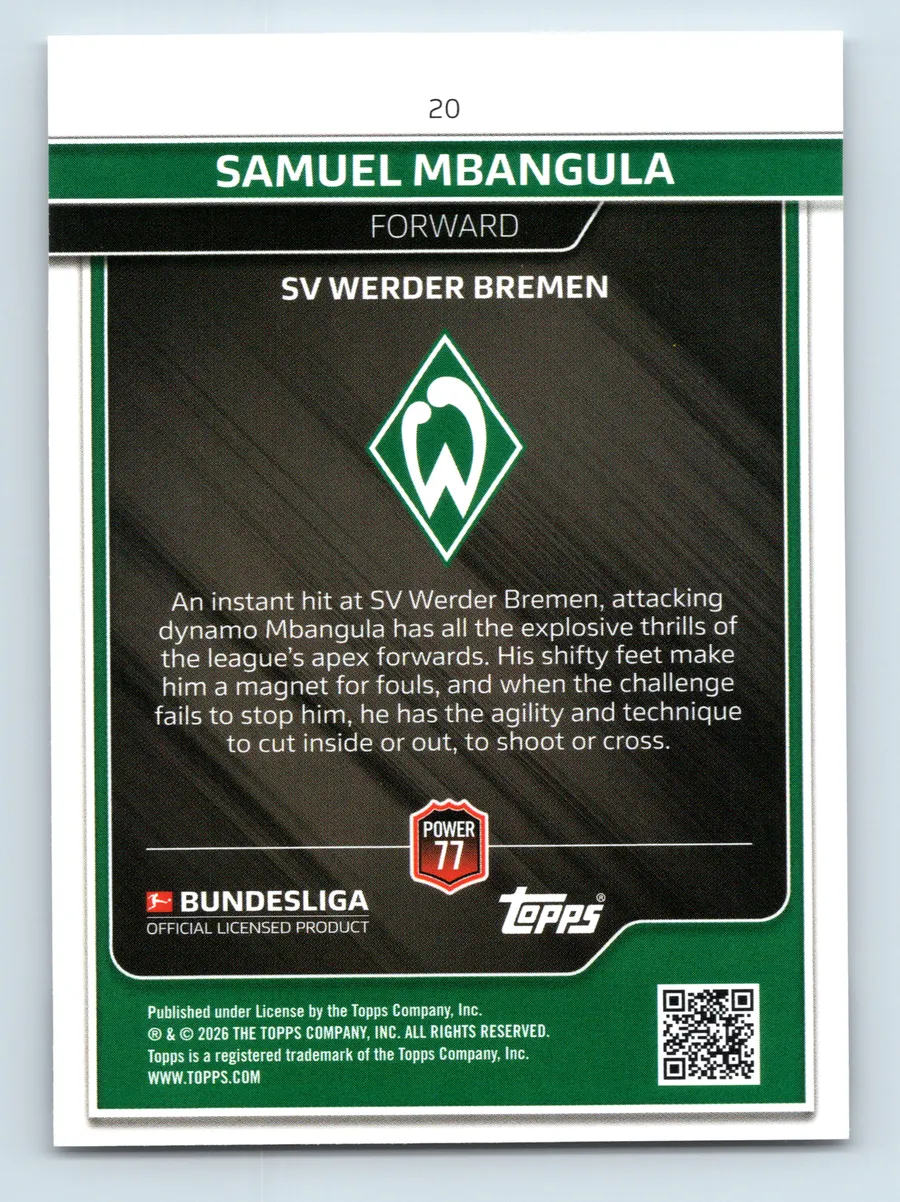 20
SAMUEL MBANGULA
FORWARD
SV WERDER BREMEN
An instant hit at SV Werder Bremen, attacking
dynamo Mbangula has all the explosive thrills of
the league's apex forwards. His shifty feet make
him a magnet for fouls, and when the challenge
fails to stop him, he has the agility and technique
to cut inside or out, to shoot or cross.
POWER
77
BUNDESLIGA
OFFICIAL LICENSED PRODUCT
Topps®
Published under License by the Topps Company, Inc.
® & © 2026 THE TOPPS COMPANY, INC. ALL RIGHTS RESERVED.
Topps is a registered trademark of the Topps Company, Inc.
WWW.TOPPS.COM